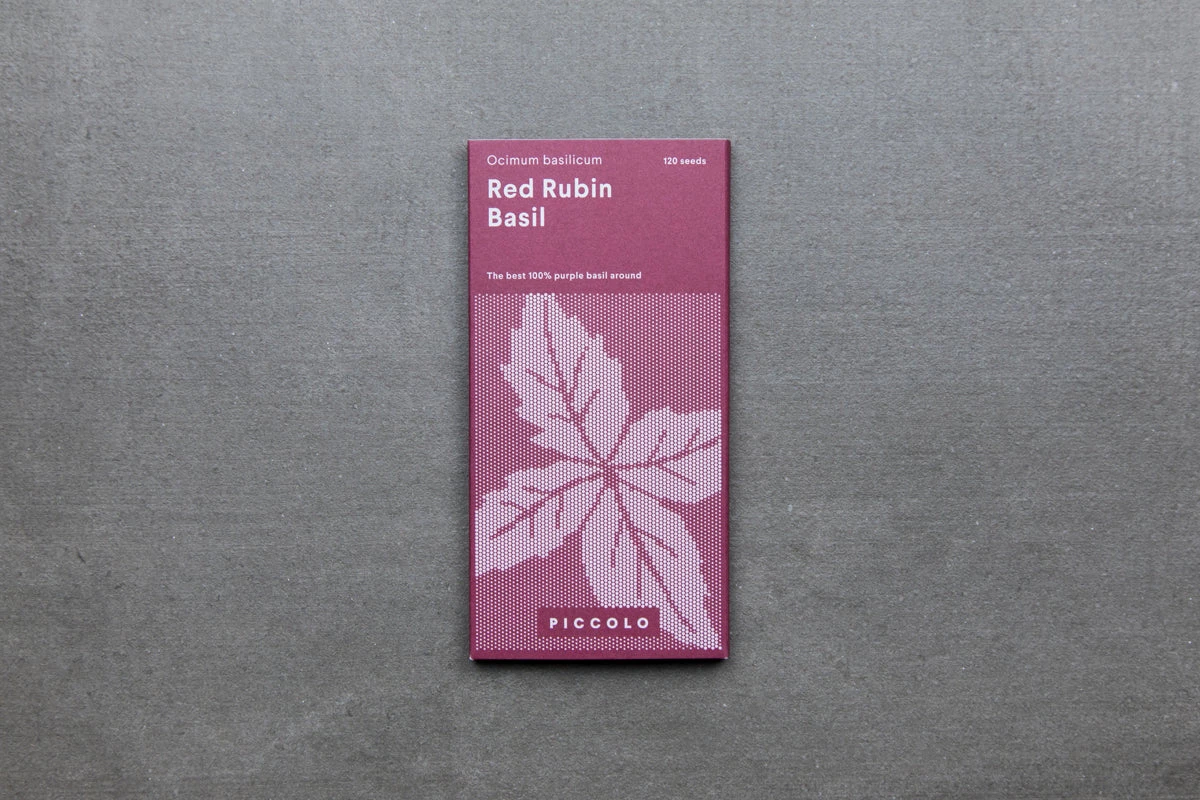 Ocimum basilicum 120 seeds
Red Rubin
Basil
The best 100% purple basil around
PICCOLO